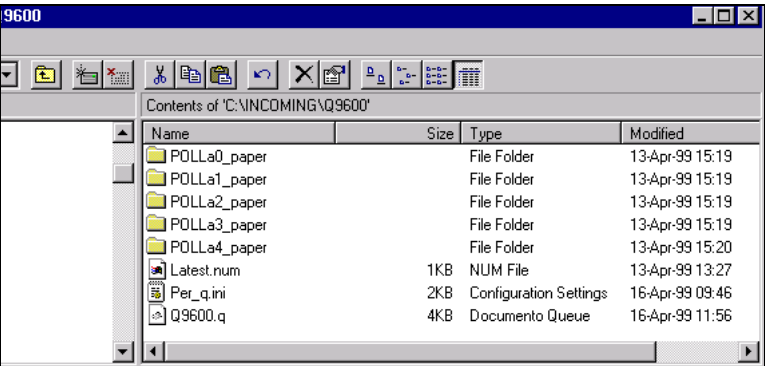 Q9600
Contents of 'C:\INCOMING\Q9600'
Name Size Type Modified
POLLa0_paper File Folder 13-Apr-99 15:19
POLLa1_paper File Folder 13-Apr-99 15:19
POLLa2_paper File Folder 13-Apr-99 15:19
POLLa3_paper File Folder 13-Apr-99 15:19
POLLa4_paper File Folder 13-Apr-99 15:20
Latest.num 1KB NUM File 13-Apr-99 13:27
Per_q.ini 2KB Configuration Settings 16-Apr-99 09:46
Q9600.q 4KB Documento Queue 16-Apr-99 11:56